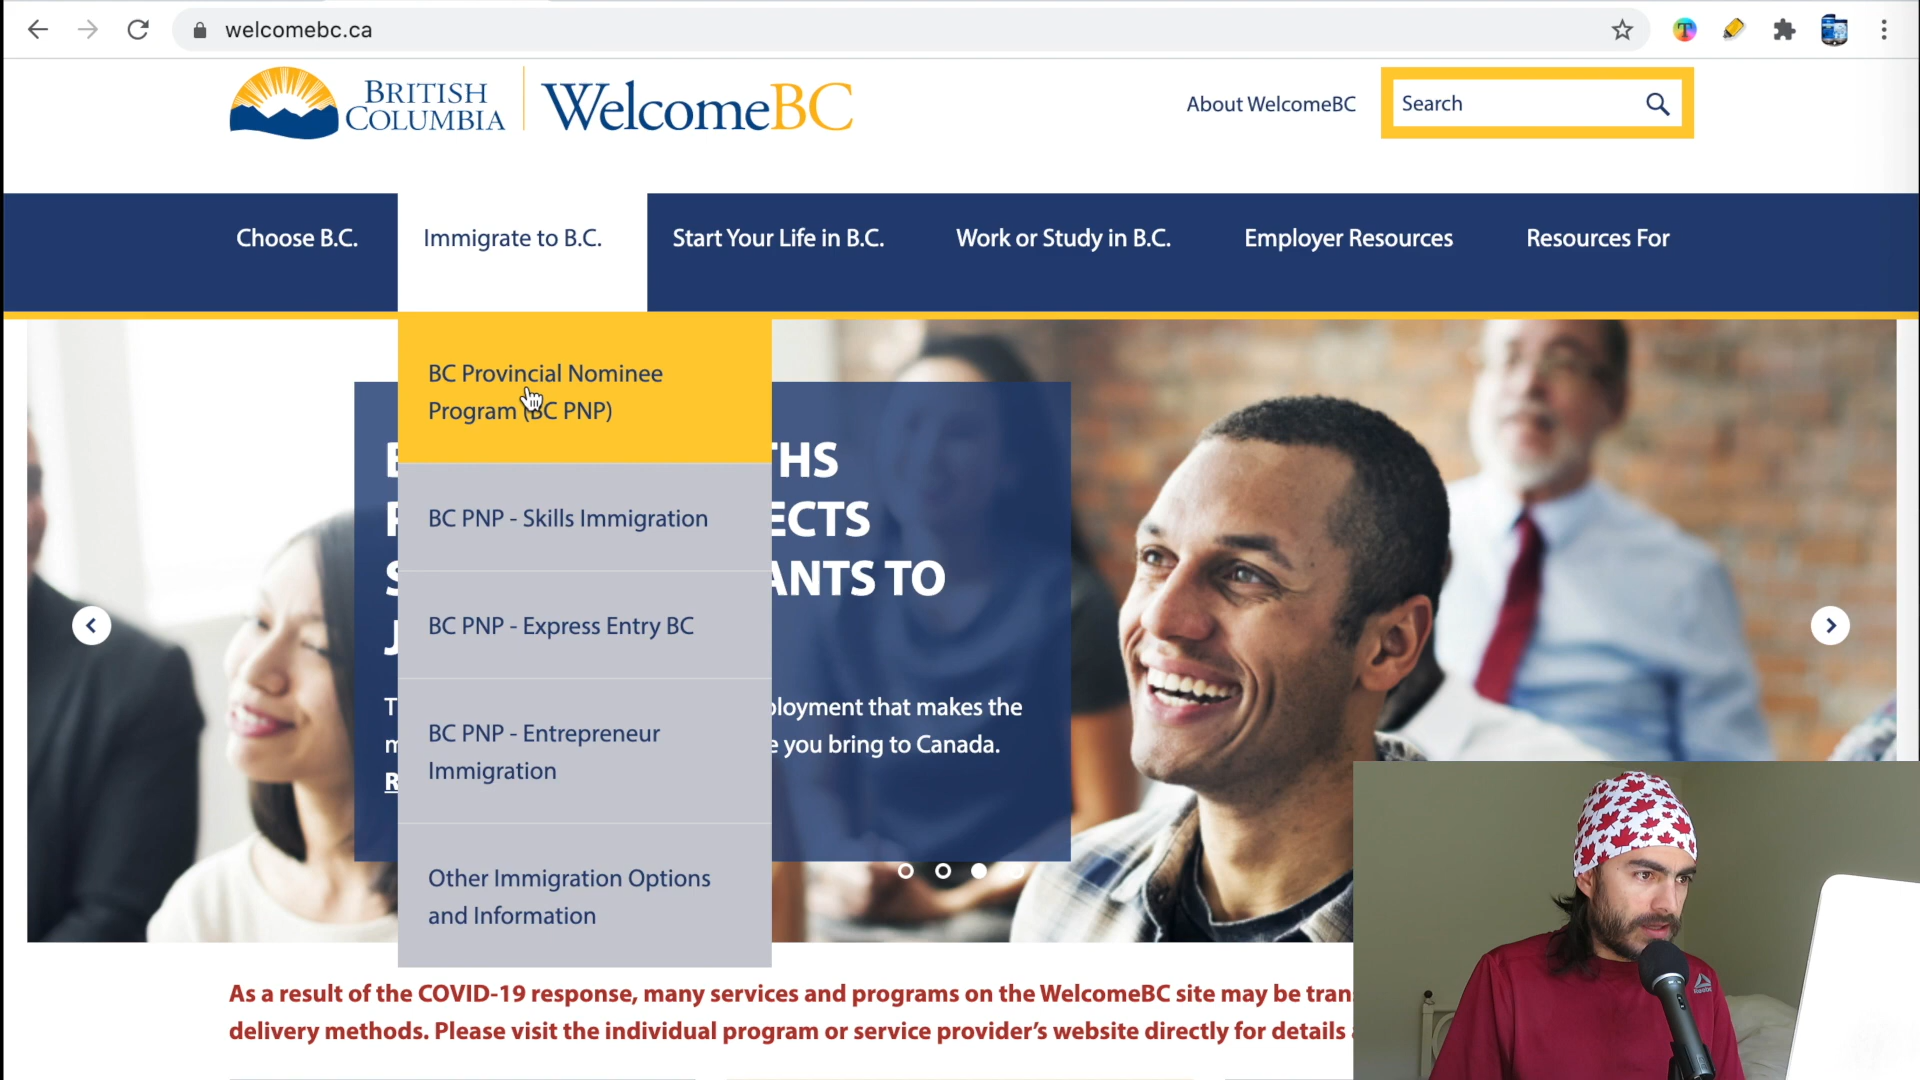 welcomebc.ca
BRITISH
COLUMBIA
WelcomeBC
About WelcomeBC
Search
Choose B.C.
Immigrate to B.C.
Start Your Life in B.C.
Work or Study in B.C.
Employer Resources
Resources For
BC Provincial Nominee
Program (BC PNP)
BC PNP - Skills Immigration
BC PNP - Express Entry BC
BC PNP - Entrepreneur
Immigration
Other Immigration Options
and Information
THS
ECTS
ANTS TO
ployment that makes the
you bring to Canada.
As a result of the COVID-19 response, many services and programs on the WelcomeBC site may be tran
delivery methods. Please visit the individual program or service provider's website directly for details
Reebok